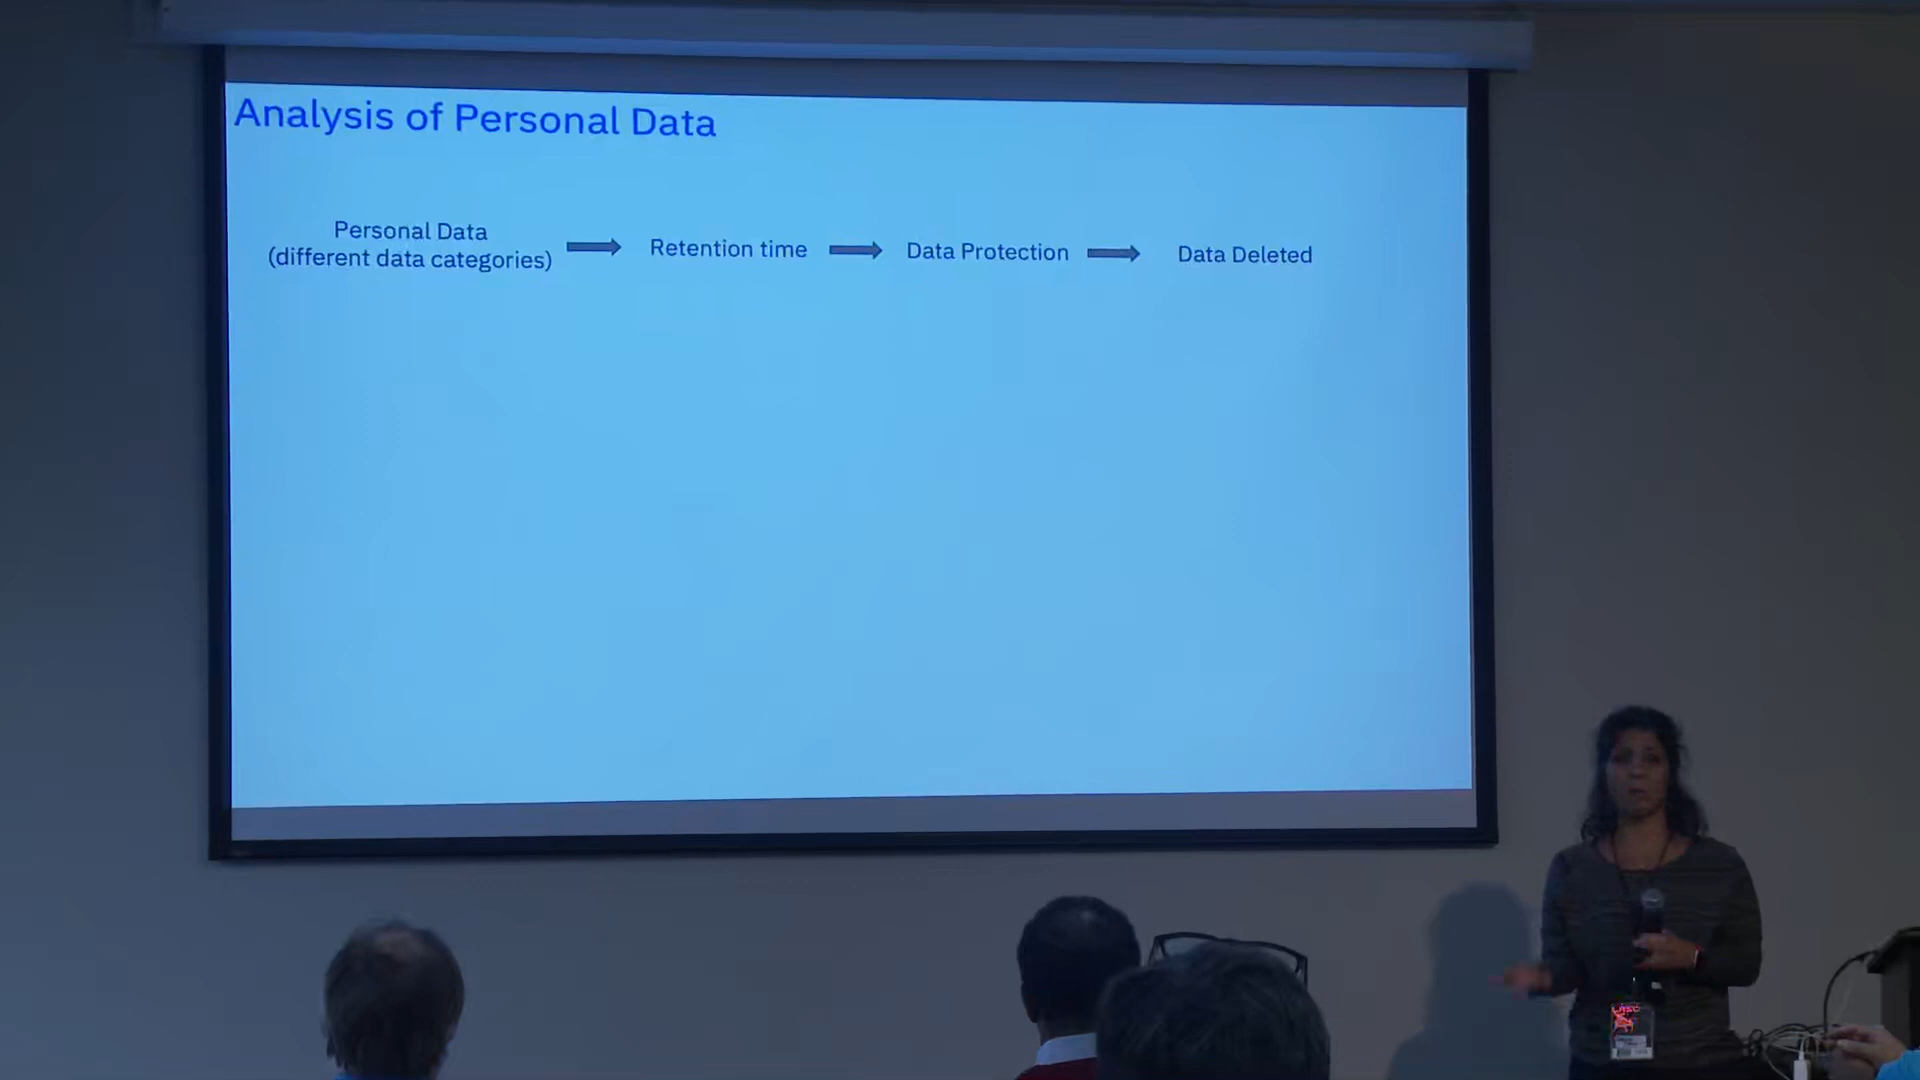 Analysis of Personal Data
Personal Data
(different data categories)
Retention time
Data Protection
Data Deleted